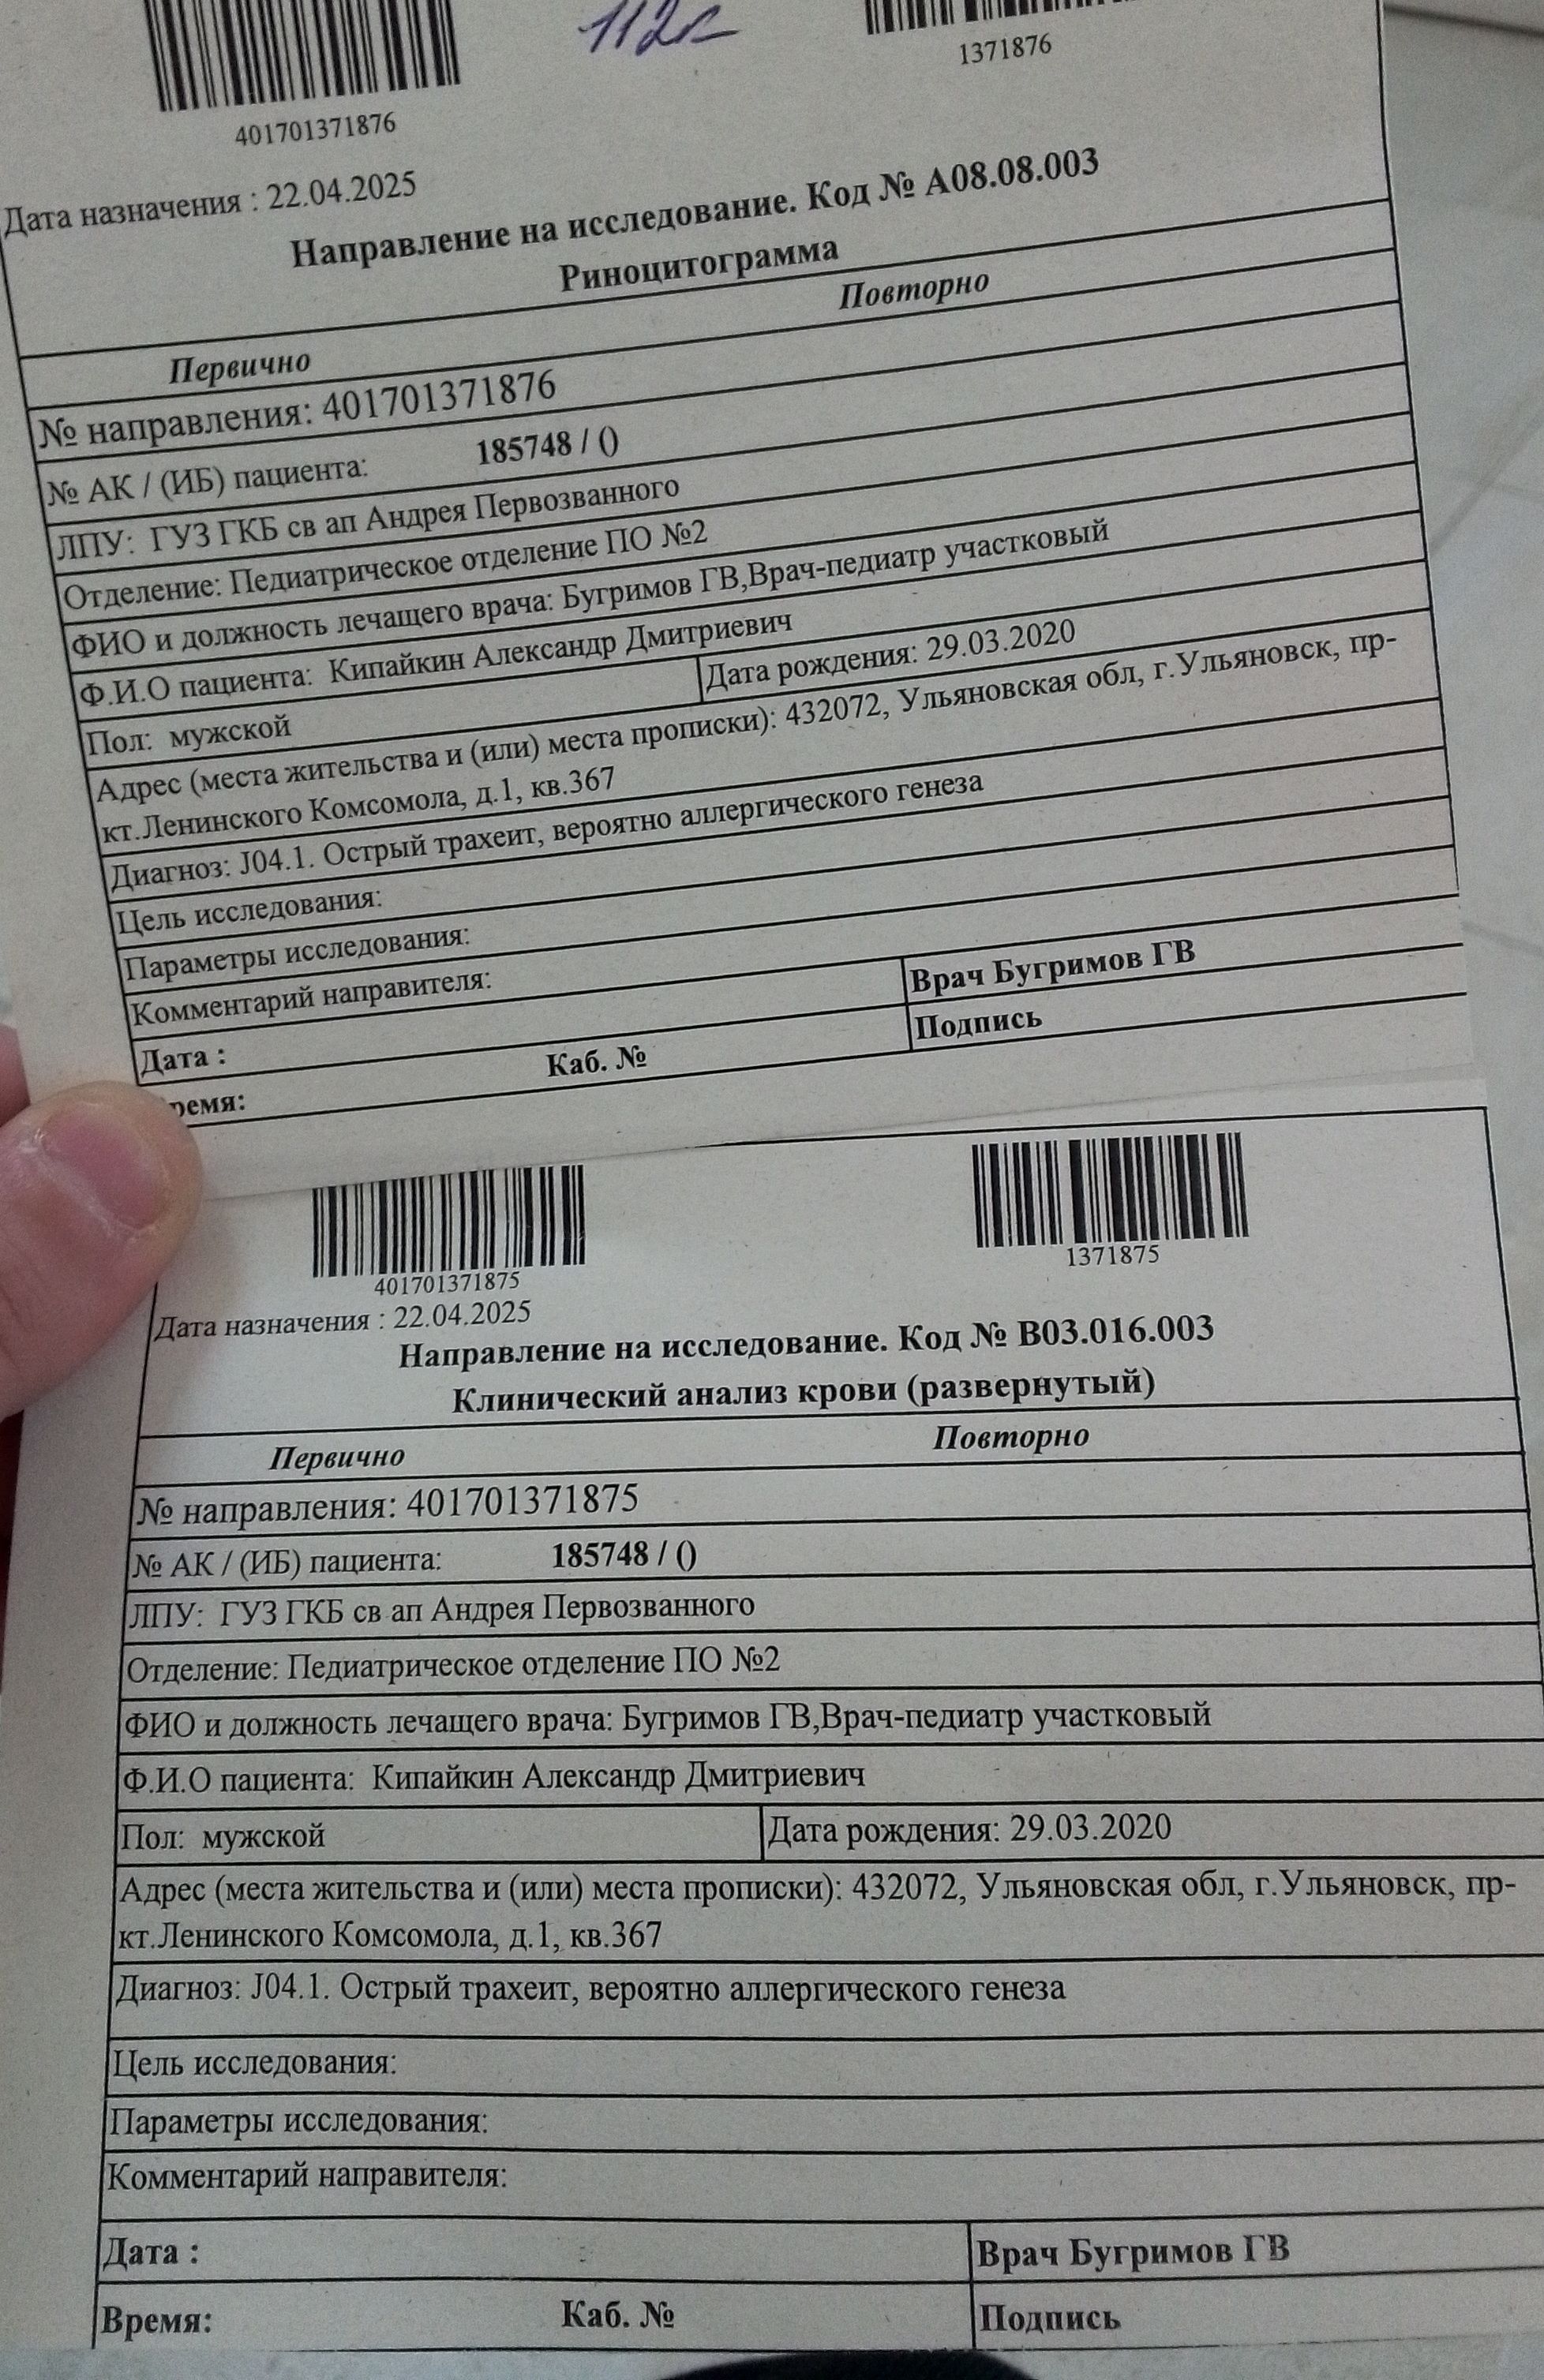 112к
401701371876
1371876
Дата назначения : 22.04.2025
Направление на исследование. Код № A08.08.003
Риноцитограмма
Первично Повторно
№ направления: 401701371876
№ АК / (ИБ) пациента: 185748 / ()
ЛПУ: ГУЗ ГКБ св ап Андрея Первозванного
Отделение: Педиатрическое отделение ПО №2
ФИО и должность лечащего врача: Бугримов ГВ,Врач-педиатр участковый
Ф.И.О пациента: Кипайкин Александр Дмитриевич
Пол: мужской Дата рождения: 29.03.2020
Адрес (места жительства и (или) места прописки): 432072, Ульяновская обл, г.Ульяновск, пр-
кт.Ленинского Комсомола, д.1, кв.367
Диагноз: J04.1. Острый трахеит, вероятно аллергического генеза
Цель исследования:
Параметры исследования:
Комментарий направителя:
Дата : Врач Бугримов ГВ
ремя: Каб. № Подпись
401701371875
1371875
Дата назначения : 22.04.2025
Направление на исследование. Код № B03.016.003
Клинический анализ крови (развернутый)
Первично Повторно
№ направления: 401701371875
№ АК / (ИБ) пациента: 185748 / ()
ЛПУ: ГУЗ ГКБ св ап Андрея Первозванного
Отделение: Педиатрическое отделение ПО №2
ФИО и должность лечащего врача: Бугримов ГВ,Врач-педиатр участковый
Ф.И.О пациента: Кипайкин Александр Дмитриевич
Пол: мужской Дата рождения: 29.03.2020
Адрес (места жительства и (или) места прописки): 432072, Ульяновская обл, г.Ульяновск, пр-
кт.Ленинского Комсомола, д.1, кв.367
Диагноз: J04.1. Острый трахеит, вероятно аллергического генеза
Цель исследования:
Параметры исследования:
Комментарий направителя:
Дата : Врач Бугримов ГВ
Время: Каб. № Подпись